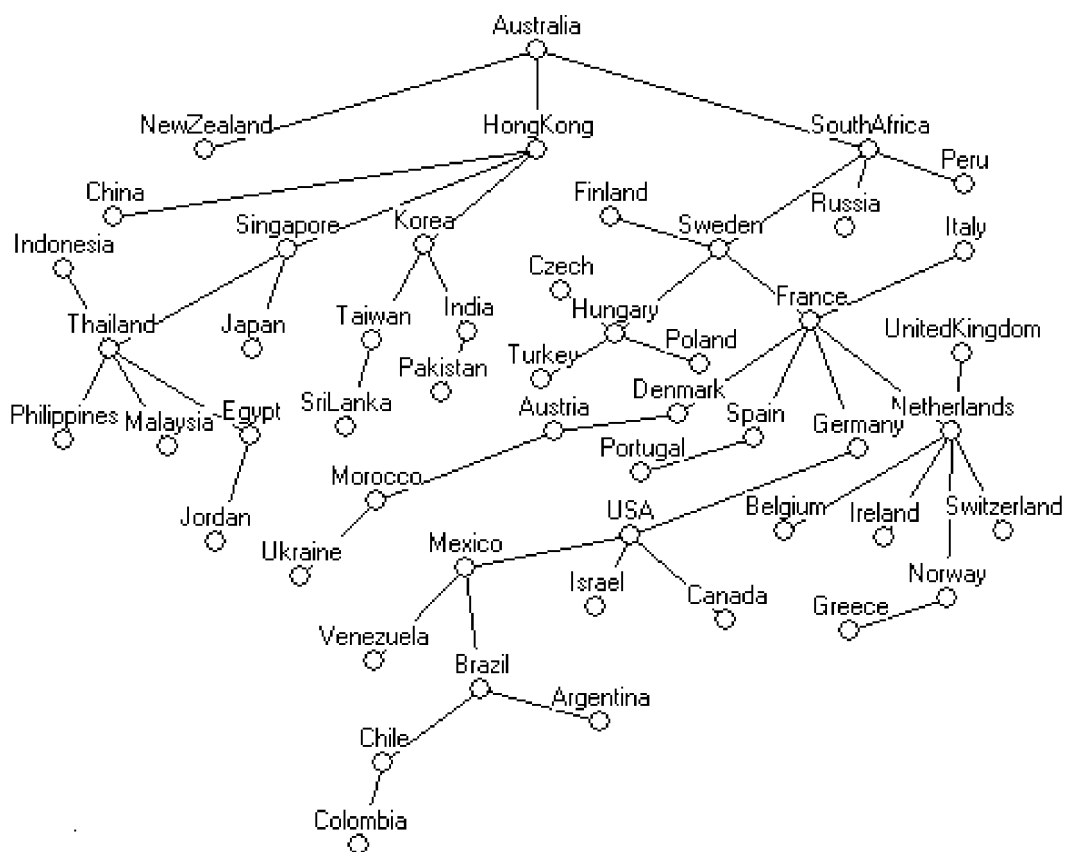 Australia
NewZealand
HongKong
SouthAfrica
Peru
China
Finland
Russia
Singapore
Korea
Sweden
Italy
Indonesia
Czech
France
Thailand
Japan
Taiwan
India
Hungary
UnitedKingdom
Turkey
Poland
Pakistan
Denmark
Philippines
Malaysia
Egypt
SriLanka
Austria
Spain
Germany
Netherlands
Portugal
Morocco
Jordan
USA
Belgium
Ireland
Switzerland
Ukraine
Mexico
Israel
Canada
Norway
Greece
Venezuela
Brazil
Argentina
Chile
Colombia